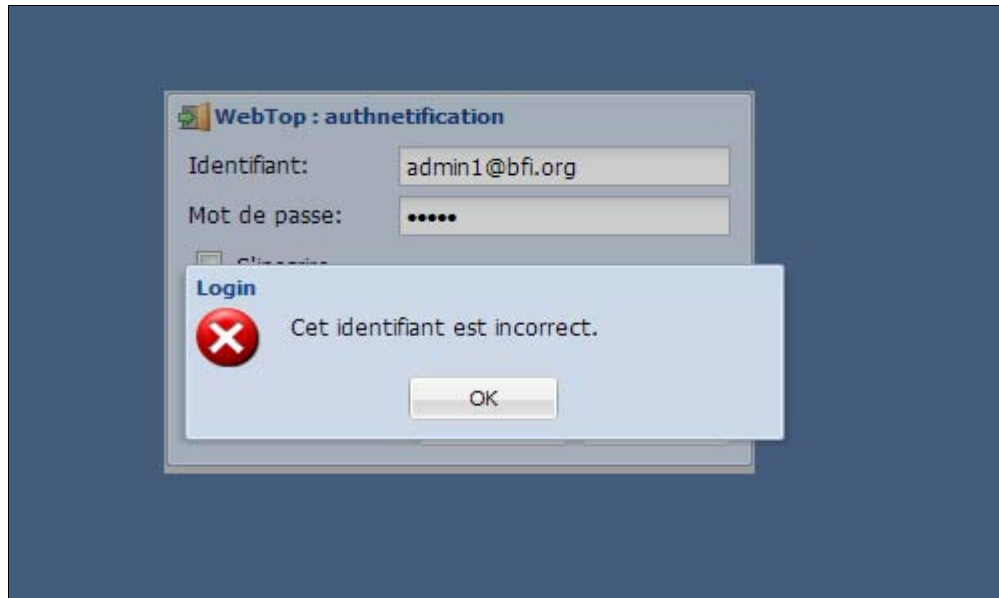 WebTop : authnetification
Identifiant:
admin1@bfi.org
Mot de passe:
•••••
Login
Cet identifiant est incorrect.
OK